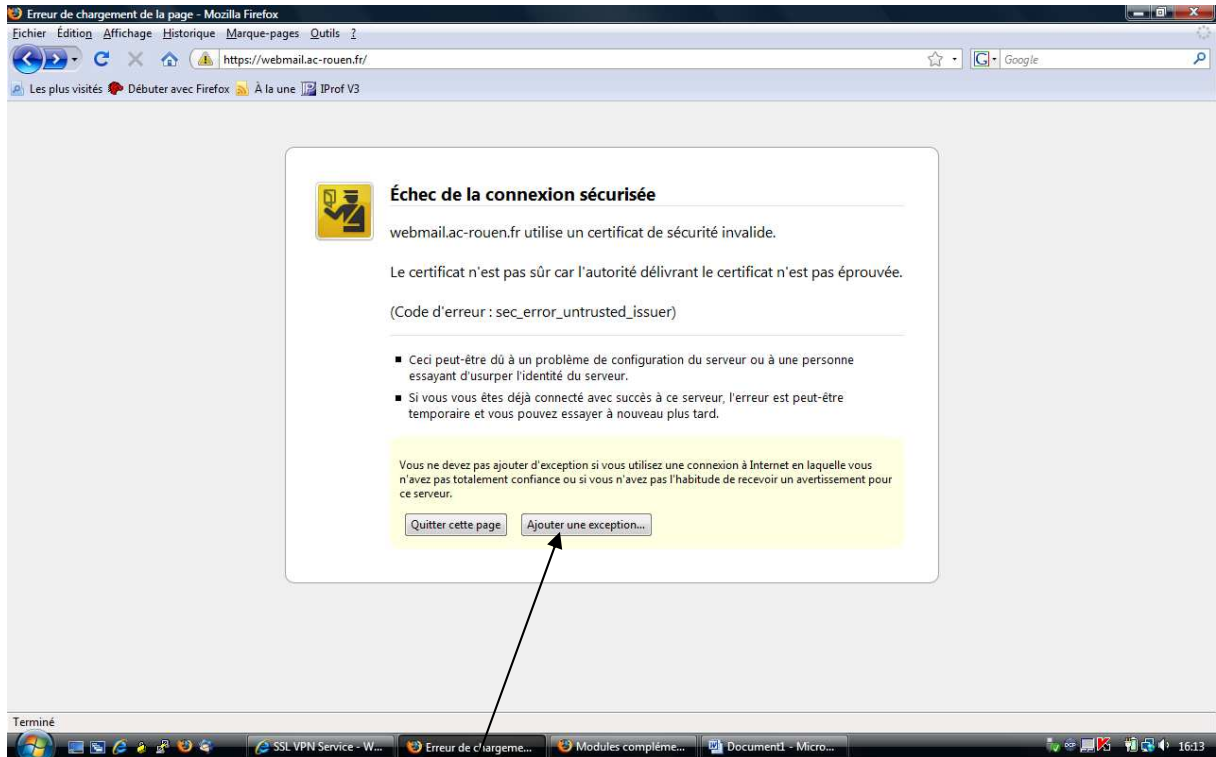 Erreur de chargement de la page - Mozilla Firefox
Fichier Édition Affichage Historique Marque-pages Outils ?
https://webmail.ac-rouen.fr/
G Google
Les plus visités Débuter avec Firefox À la une IProf V3
Échec de la connexion sécurisée
webmail.ac-rouen.fr utilise un certificat de sécurité invalide.
Le certificat n'est pas sûr car l'autorité délivrant le certificat n'est pas éprouvée.
(Code d'erreur : sec_error_untrusted_issuer)
Ceci peut-être dû à un problème de configuration du serveur ou à une personne
essayant d'usurper l'identité du serveur.
Si vous vous êtes déjà connecté avec succès à ce serveur, l'erreur est peut-être
temporaire et vous pouvez essayer à nouveau plus tard.
Vous ne devez pas ajouter d'exception si vous utilisez une connexion à Internet en laquelle vous
n'avez pas totalement confiance ou si vous n'avez pas l'habitude de recevoir un avertissement pour
ce serveur.
Quitter cette page Ajouter une exception...
Terminé
SSL VPN Service - W... Erreur de chargeme... Modules compléme... Document1 - Micro... 16:13